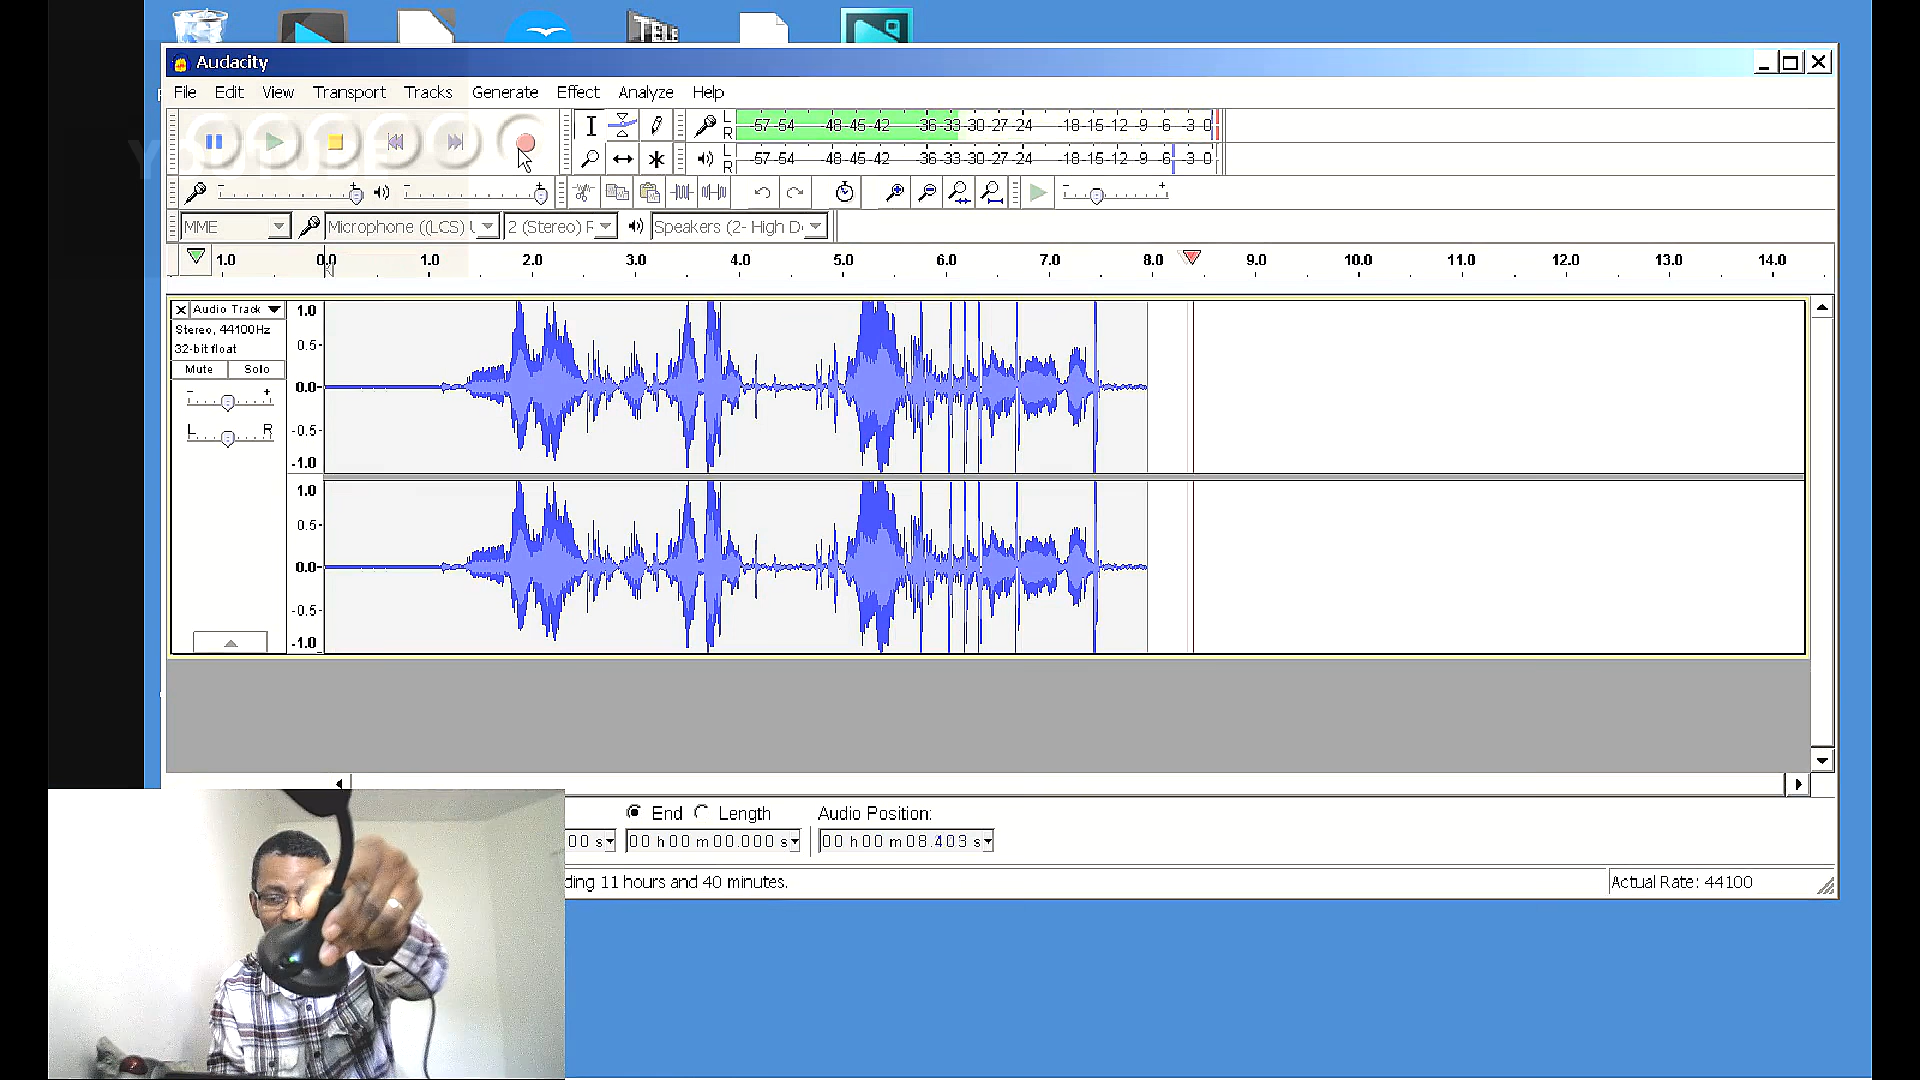 TELE
Audacity
File Edit View Transport Tracks Generate Effect Analyze Help
L
R
-57-54 -48-45-42 -36-33-30-27-24 -18-15-12 -9 -6 -3 0
L
R
-57-54 -48-45-42 -36-33-30-27-24 -18-15-12 -9 -6 -3 0
MME Microphone ((LCS) 2 (Stereo) Speakers (2- High D
1.0 0.0 1.0 2.0 3.0 4.0 5.0 6.0 7.0 8.0 9.0 10.0 11.0 12.0 13.0 14.0
Audio Track 1.0
Stereo, 44100Hz
32-bit float 0.5
Mute Solo
0.0
L R -0.5
-1.0
1.0
0.5
0.0
-0.5
-1.0
End Length Audio Position:
00 s 00 h 00 m 00.000 s 00 h 00 m 08.403 s
ding 11 hours and 40 minutes. Actual Rate: 44100